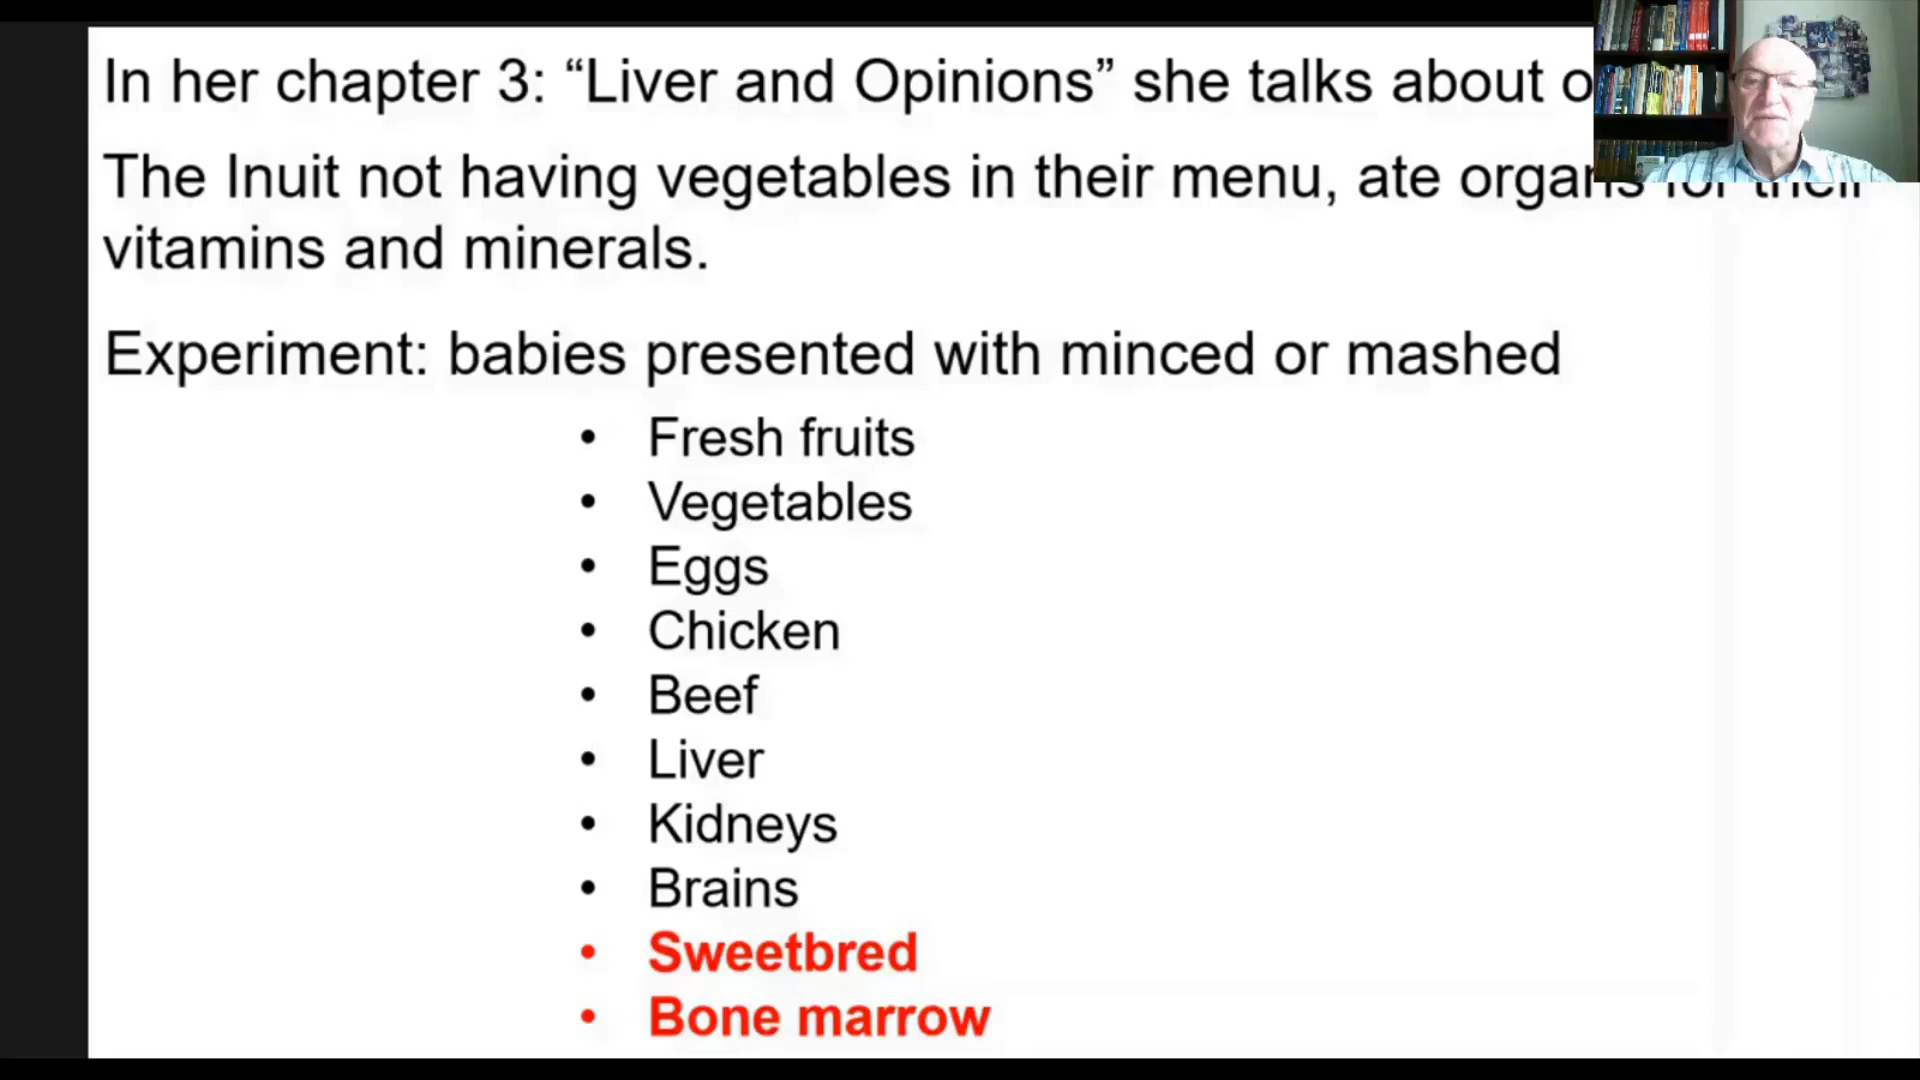 In her chapter 3: “Liver and Opinions” she talks about
The Inuit not having vegetables in their menu, ate organs for their
vitamins and minerals.
Experiment: babies presented with minced or mashed
• Fresh fruits
• Vegetables
• Eggs
• Chicken
• Beef
• Liver
• Kidneys
• Brains
• Sweetbred
• Bone marrow